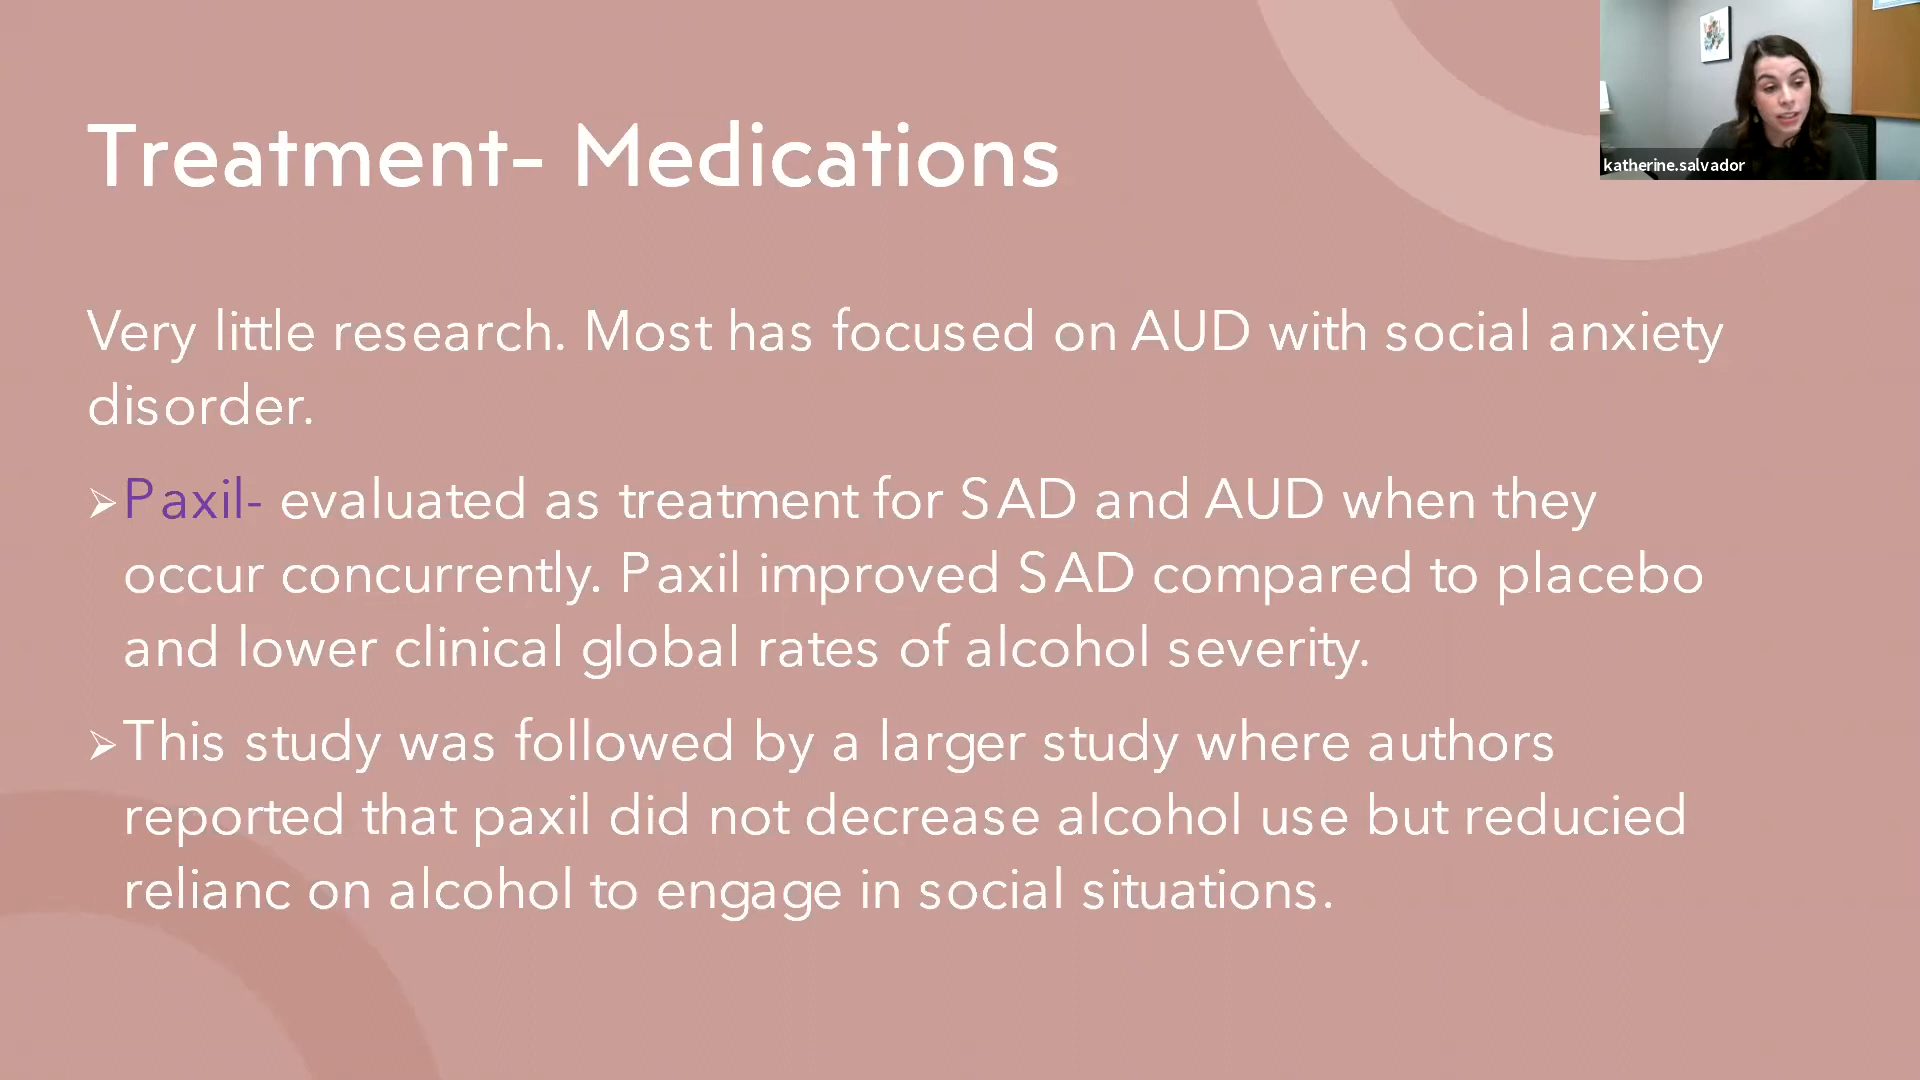 Treatment- Medications
katherine.salvador
Very little research. Most has focused on AUD with social anxiety
disorder.
➢Paxil- evaluated as treatment for SAD and AUD when they
occur concurrently. Paxil improved SAD compared to placebo
and lower clinical global rates of alcohol severity.
➢This study was followed by a larger study where authors
reported that paxil did not decrease alcohol use but reducied
relianc on alcohol to engage in social situations.